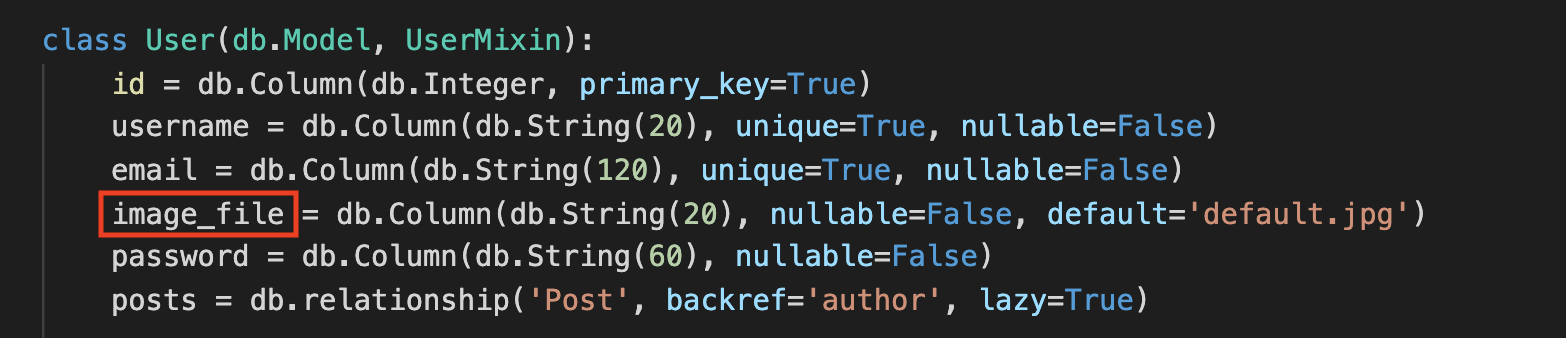 class User(db.Model, UserMixin):
    id = db.Column(db.Integer, primary_key=True)
    username = db.Column(db.String(20), unique=True, nullable=False)
    email = db.Column(db.String(120), unique=True, nullable=False)
    image_file = db.Column(db.String(20), nullable=False, default='default.jpg')
    password = db.Column(db.String(60), nullable=False)
    posts = db.relationship('Post', backref='author', lazy=True)